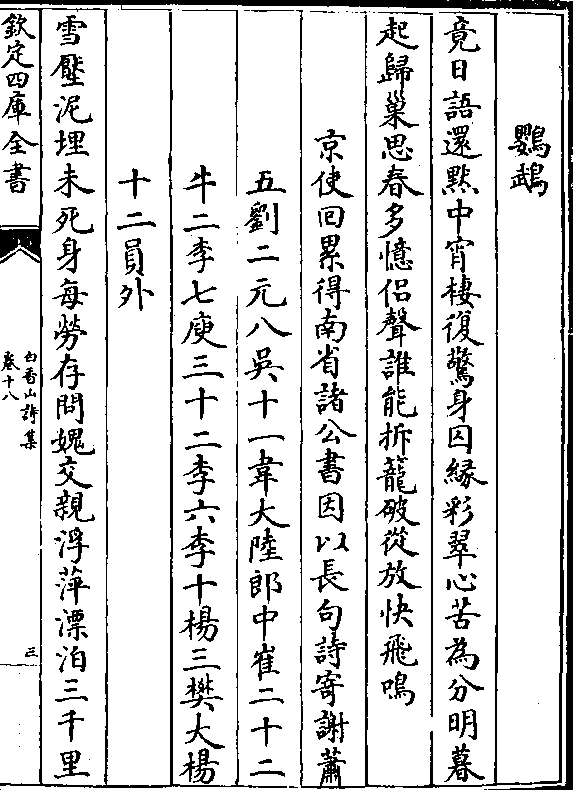 鸚鵡
竟日語還黙中宵棲復驚身囚縁彩翠心苦為分明暮
起歸巢思春多憶侣聲誰能拆籠破從放快飛鳴
京使回累得南省諸公書因以長句詩寄謝蕭
五劉二元八吳十一韋大陸郎中崔二十二
牛二李七庾三十二李六李十楊三樊大楊
十二員外
雪壓泥埋未死身每勞存問媿交親浮萍漂泊三千里
欽定四庫全書
白香山詩集
卷十八
三